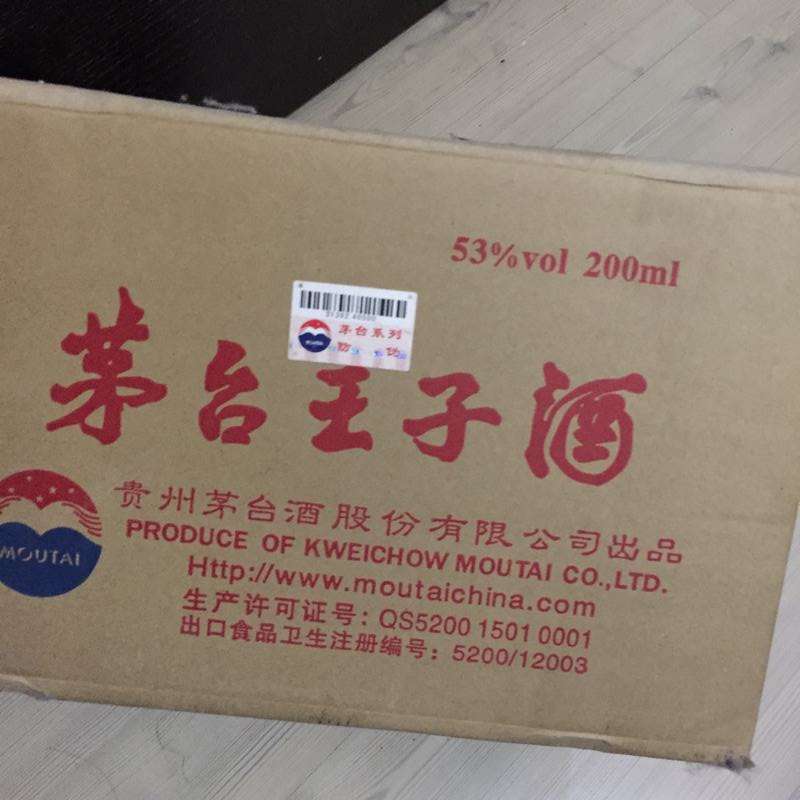 53%vol 200ml
茅台系列
防 伪
茅台王子酒
MOUTAI
贵州茅台酒股份有限公司出品
PRODUCE OF KWEICHOW MOUTAI CO.,LTD.
Http://www.moutaichina.com
生产许可证号：QS5200 1501 0001
出口食品卫生注册编号：5200/12003